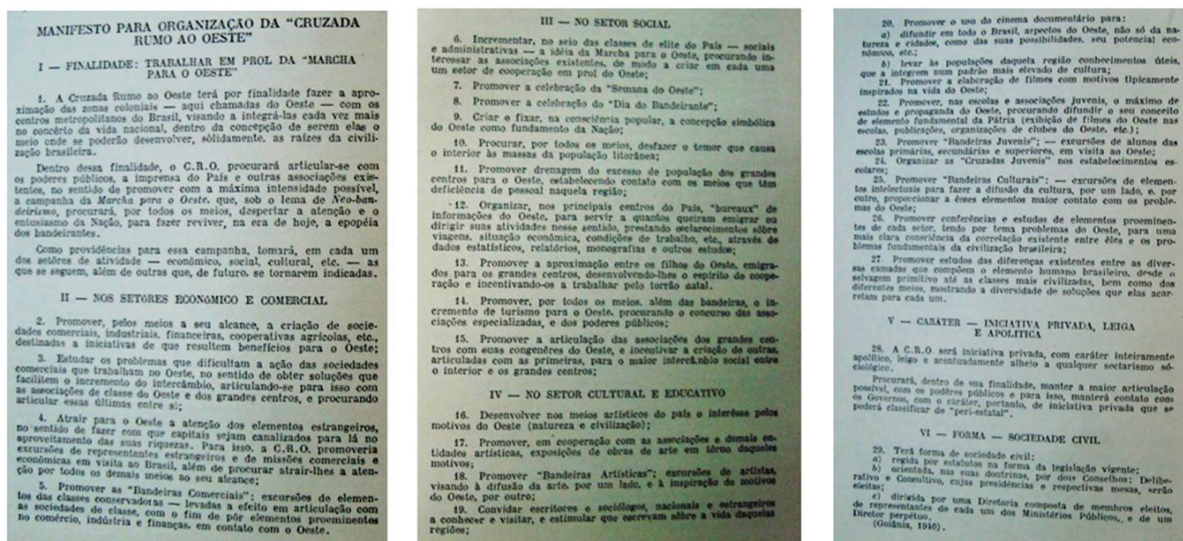 MANIFESTO PARA ORGANIZAÇÃO DA “CRUZADA
RUMO AO OESTE”
I — FINALIDADE: TRABALHAR EM PROL DA “MARCHA
PARA O OESTE”
1. A Cruzada Rumo ao Oeste terá por finalidade fazer a apro-
ximação das zonas coloniais — aqui chamadas do Oeste — com os
centros metropolitanos do Brasil, visando a integrá-las cada vez mais
no concêrto da vida nacional, dentro da concepção de serem elas o
meio onde se poderão desenvolver, sòlidamente, as raízes da civili-
zação brasileira.
Dentro dessa finalidade, o C.R.O. procurará articular-se com
os poderes públicos, a imprensa do País e outras associações exis-
tentes, no sentido de promover com a máxima intensidade possível,
a campanha da Marcha para o Oeste, que, sob o lema de Neo-ban-
deirismo, procurará, por todos os meios, despertar a atenção e o
entusiasmo da Nação, para fazer reviver, na era de hoje, a epopéia
dos bandeirantes.
Como providências para essa campanha, tomará, em cada um
dos setôres de atividade — econômico, social, cultural, etc. — as
que se seguem, além de outras que, de futuro, se tornarem indicadas.
II — NOS SETORES ECONOMICO E COMERCIAL
2. Promover, pelos meios a seu alcance, a criação de socie-
dades comerciais, industriais, financeiras, cooperativas agrícolas, etc.,
destinadas a iniciativas de que resultem benefícios para o Oeste;
3. Estudar os problemas que dificultam a ação das sociedades
comerciais que trabalham no Oeste, no sentido de obter soluções que
facilitem o incremento do intercâmbio, articulando-se para isso com
as associações de classe do Oeste e dos grandes centros, e procurando
articular essas últimas entre si;
4. Atrair para o Oeste a atenção dos elementos estrangeiros,
no sentido de fazer com que capitais sejam canalizados para lá no
aproveitamento das suas riquezas. Para isso, a C.R.O. promoveria
excursões de representantes estrangeiros e de missões comerciais e
econômicas em visita ao Brasil, além de procurar atrair-lhes a aten-
ção por todos os demais meios ao seu alcance;
5. Promover as “Bandeiras Comerciais”: excursões de elemen-
tos das classes conservadoras — levadas a efeito em articulação com
as sociedades de classe, com o fim de pôr elementos proeminentes
no comércio, indústria e finanças, em contato com o Oeste.
III — NO SETOR SOCIAL
6. Incrementar, no seio das classes de elite do País — sociais
e administrativas — a idéia da Marcha para o Oeste, procurando in-
teressar as associações existentes, de modo a criar em cada uma
um setor de cooperação em prol do Oeste;
7. Promover a celebração da “Semana do Oeste”;
8. Promover a celebração do “Dia do Bandeirante”;
9. Criar e fixar, na consciência popular, a concepção simbólica
do Oeste como fundamento da Nação;
10. Procurar, por todos os meios, desfazer o temor que causa
o interior às massas da população litorânea;
11. Promover drenagem do excesso de população dos grandes
centros para o Oeste, estabelecendo contato com os meios que têm
deficiência de pessoal naquela região;
12. Organizar, nos principais centros do País, “bureaux” de
informações do Oeste, para servir a quantos queiram emigrar ou
dirigir suas atividades nesse sentido, prestando esclarecimentos sôbre
viagens, situação econômica, condições de trabalho, etc., através de
dados estatísticos, relatórios, monografias e outros estudos;
13. Promover a aproximação entre os filhos do Oeste, emigra-
dos para os grandes centros, desenvolvendo-lhes o espírito de coope-
ração e incentivando-os a trabalhar pelo torrão natal.
14. Promover, por todos os meios, além das bandeiras, o in-
cremento de turismo para o Oeste, procurando o concurso das asso-
ciações especializadas, e dos poderes públicos;
15. Promover a articulação das associações dos grandes cen-
tros com suas congenêres do Oeste, e incentivar a criação de outras,
articuladas com as primeiras, para o maior intercâmbio social entre
o interior e os grandes centros;
IV — NO SETOR CULTURAL E EDUCATIVO
16. Desenvolver nos meios artísticos do país o interêsse pelos
motivos do Oeste (natureza e civilização);
17. Promover, em cooperação com as associações e demais en-
tidades artísticas, exposições de obras de arte em tôrno daqueles
motivos;
18. Promover “Bandeiras Artísticas”; excursões de artistas,
visando à difusão da arte, por um lado, e à inspiração de motivos
do Oeste, por outro;
19. Convidar escritores e sociólogos, nacionais e estrangeiros
a conhecer e visitar, e estimular que escrevam sôbre a vida daquelas
regiões;
20. Promover o uso do cinema documentário para:
a) difundir em todo o Brasil, aspectos do Oeste, não só da na-
tureza e cidades, como das suas possibilidades, seu potencial eco-
nômico, etc.;
b) levar às populações daquela região conhecimentos úteis,
que a integrem num padrão mais elevado de cultura;
21. Promover a elaboração de filmes com motivos tipicamente
inspirados na vida do Oeste;
22. Promover, nas escolas e associações juvenis, o máximo de
estudos e propaganda do Oeste, procurando difundir o seu conceito
de elemento fundamental da Pátria (exibição de filmes do Oeste nas
escolas, publicações, organizações de clubes do Oeste, etc.);
23. Promover “Bandeiras Juvenis”; — excursões de alunos das
escolas primárias, secundárias e superiores, em visita ao Oeste;
24. Organizar as “Cruzadas Juvenis” nos estabelecimentos es-
colares;
25. Promover “Bandeiras Culturais”: — excursões de elemen-
tos intelectuais para fazer a difusão da cultura, por um lado, e, por
outro, proporcionar a êsses elementos maior contato com os proble-
mas do Oeste;
26. Promover conferências e estudos de elementos proeminen-
tes de cada setor, tendo por tema problemas do Oeste, para uma
mais clara consciência da correlação existente entre êles e os pro-
blemas fundamentais da civilização brasileira;
27. Promover estudos das diferenças existentes entre as diver-
sas camadas que compõem o elemento humano brasileiro, desde o
selvagem primitivo até as classes mais civilizadas, bem como dos
diferentes meios, mostrando a diversidade de soluções que elas acar-
retam para cada um.
V — CARÁTER — INICIATIVA PRIVADA, LEIGA
E APOLITICA
28. A C.R.O. será iniciativa privada, com caráter inteiramente
apolítico, leigo e acentuadamente alheio a qualquer sectarismo só-
ciológico.
Procurará, dentro de sua finalidade, manter a maior articulação
possível, com os podêres públicos e para isso, manterá contato com
os Governos, com o caráter, portanto, de iniciativa privada que se
poderá classificar de “peri-estatal”.
VI — FORMA — SOCIEDADE CIVIL
29. Terá forma de sociedade civil:
a) regida por estatutos na forma da legislação vigente;
b) orientada, nas suas doutrinas, por dois Conselhos: Delibe-
rativo e Consultivo, cujas presidências e respectivas mesas, serão
eleitas;
c) dirigida por uma Diretoria composta de membros eleitos,
de representantes de cada um dos Ministérios Públicos, e de um
Diretor perpétuo.
(Goiânia, 1940).